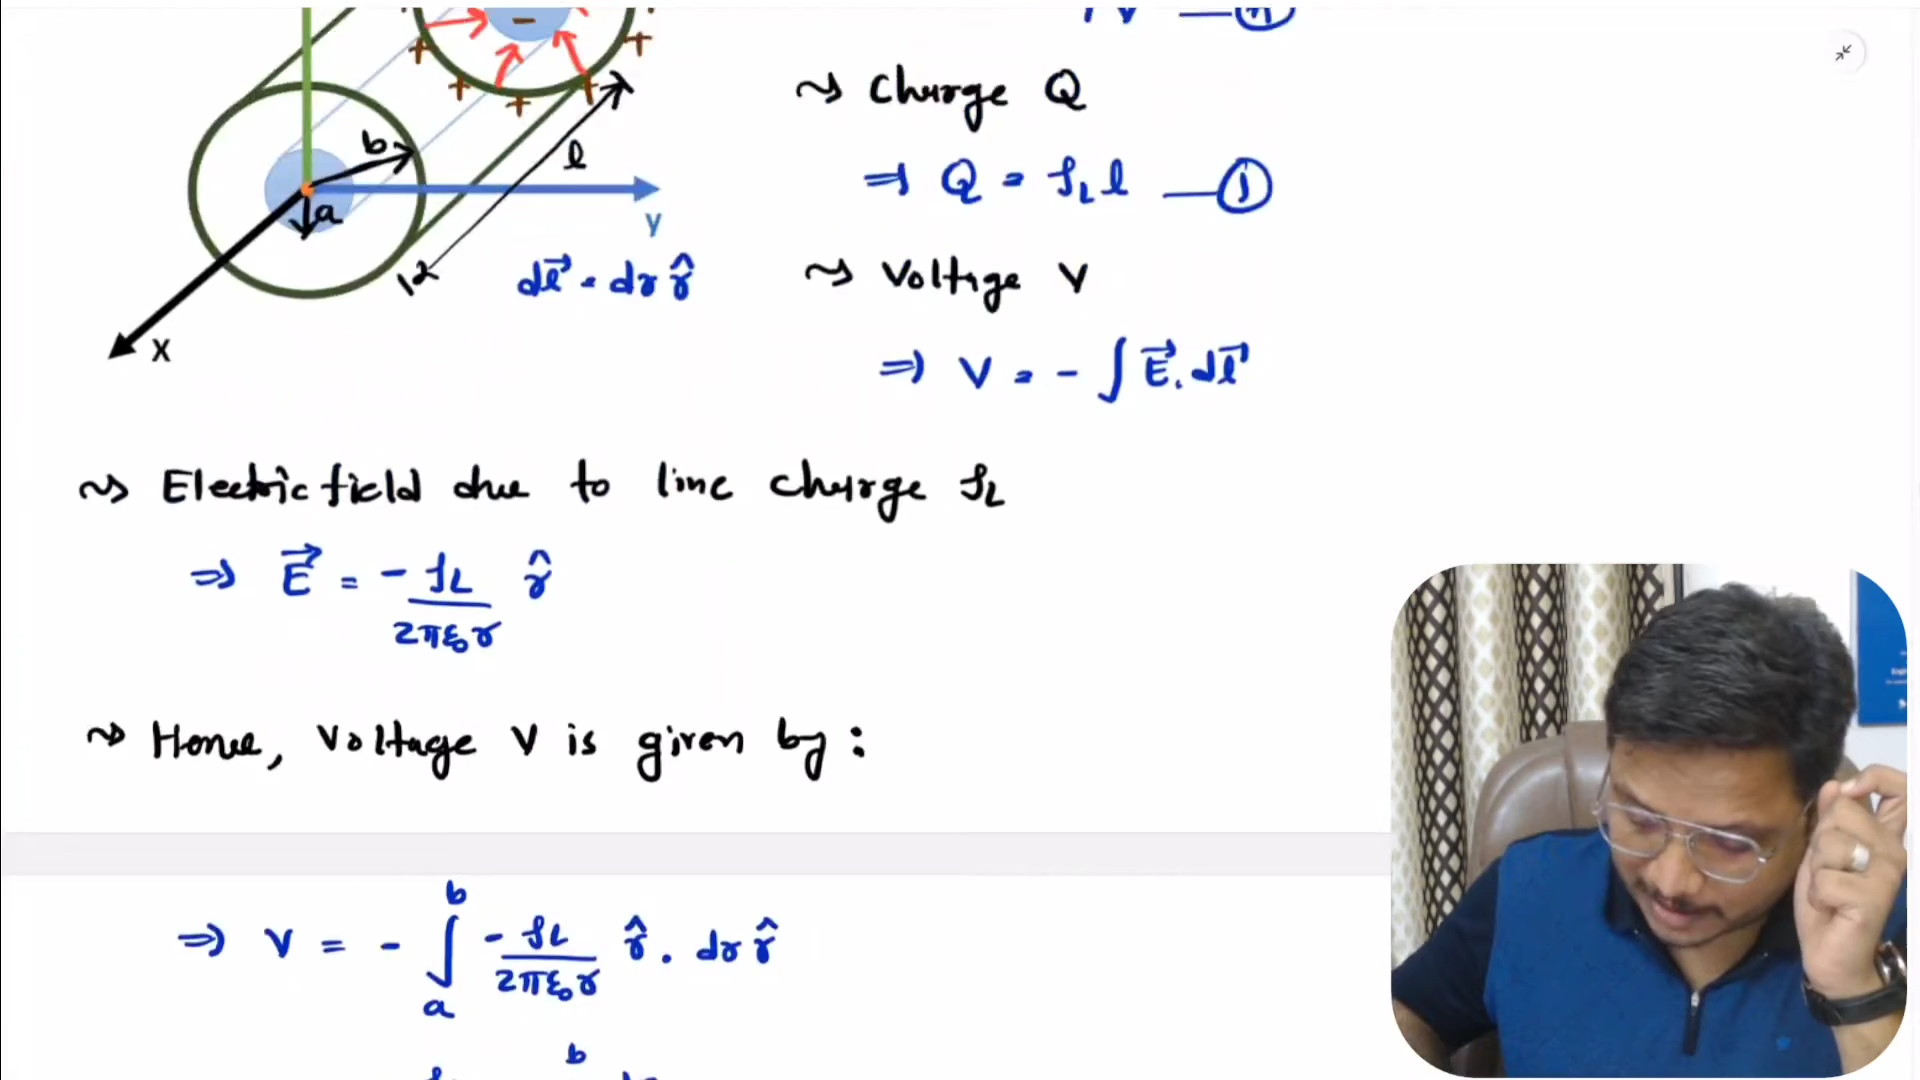 ~> Charge Q
⇒ Q = ρL l —①
b
l
a
y
dl⃗ = dr r̂
~> Voltage V
x
⇒ V = - ∫ E⃗ . dl⃗
~> Electric field due to line charge ρL
⇒ E⃗ = -ρL / 2πε₀r r̂
~> Hence, Voltage V is given by :
⇒ V = - ∫ₐᵇ -ρL / 2πε₀r r̂ . dr r̂
b